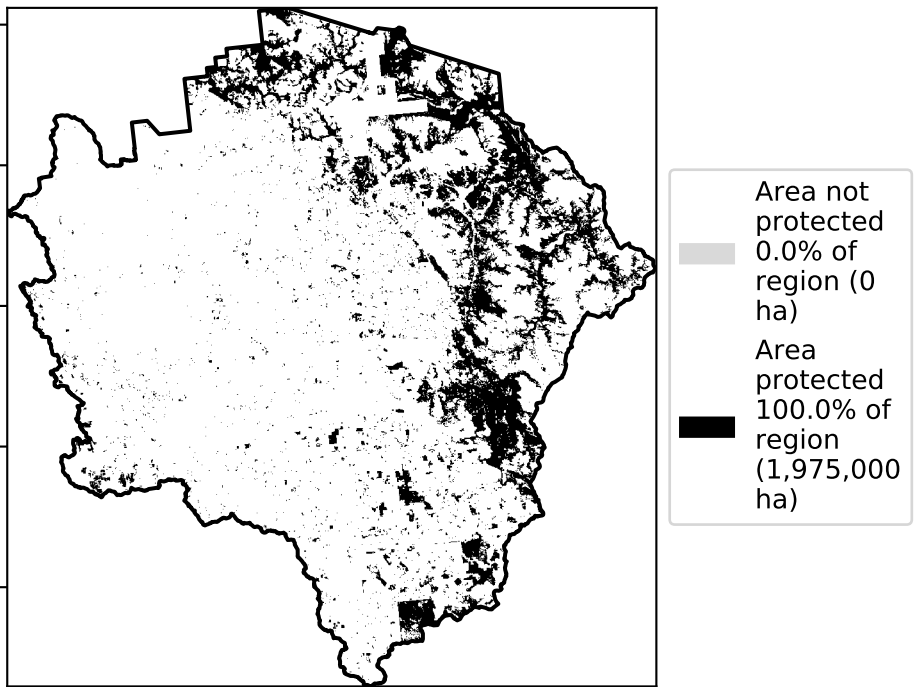 Area not
protected
0.0% of
region (0
ha)
Area
protected
100.0% of
region
(1,975,000
ha)